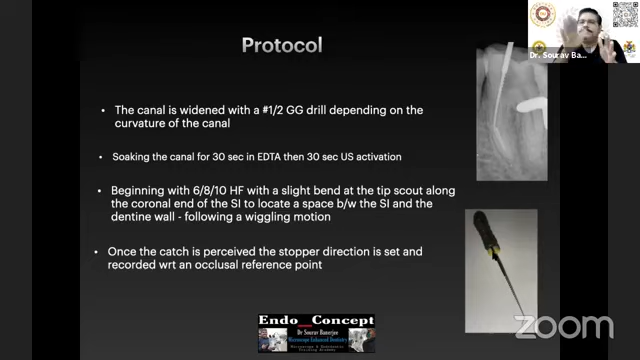 Protocol
Dr. Sourav Ba...
• The canal is widened with a #1/2 GG drill depending on the
curvature of the canal
• Soaking the canal for 30 sec in EDTA then 30 sec US activation
• Beginning with 6/8/10 HF with a slight bend at the tip scout along
the coronal end of the SI to locate a space b/w the SI and the
dentine wall - following a wiggling motion
• Once the catch is perceived the stopper direction is set and
recorded wrt an occlusal reference point
Endo_Concept
Dr Sourav Banerjee
Microscope Enhanced Dentistry
zoom